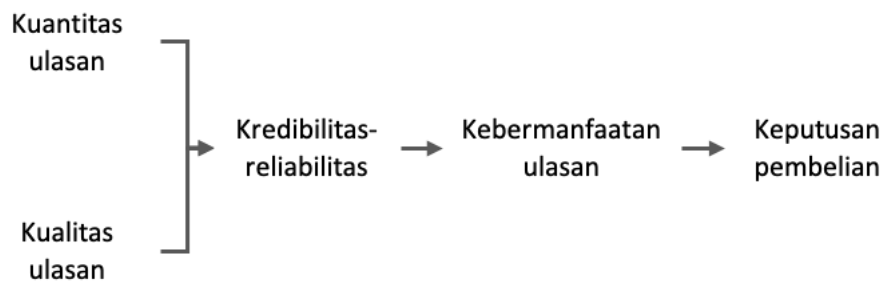 Kuantitas
ulasan
Kredibilitas-
reliabilitas
Kebermanfaatan
ulasan
Keputusan
pembelian
Kualitas
ulasan